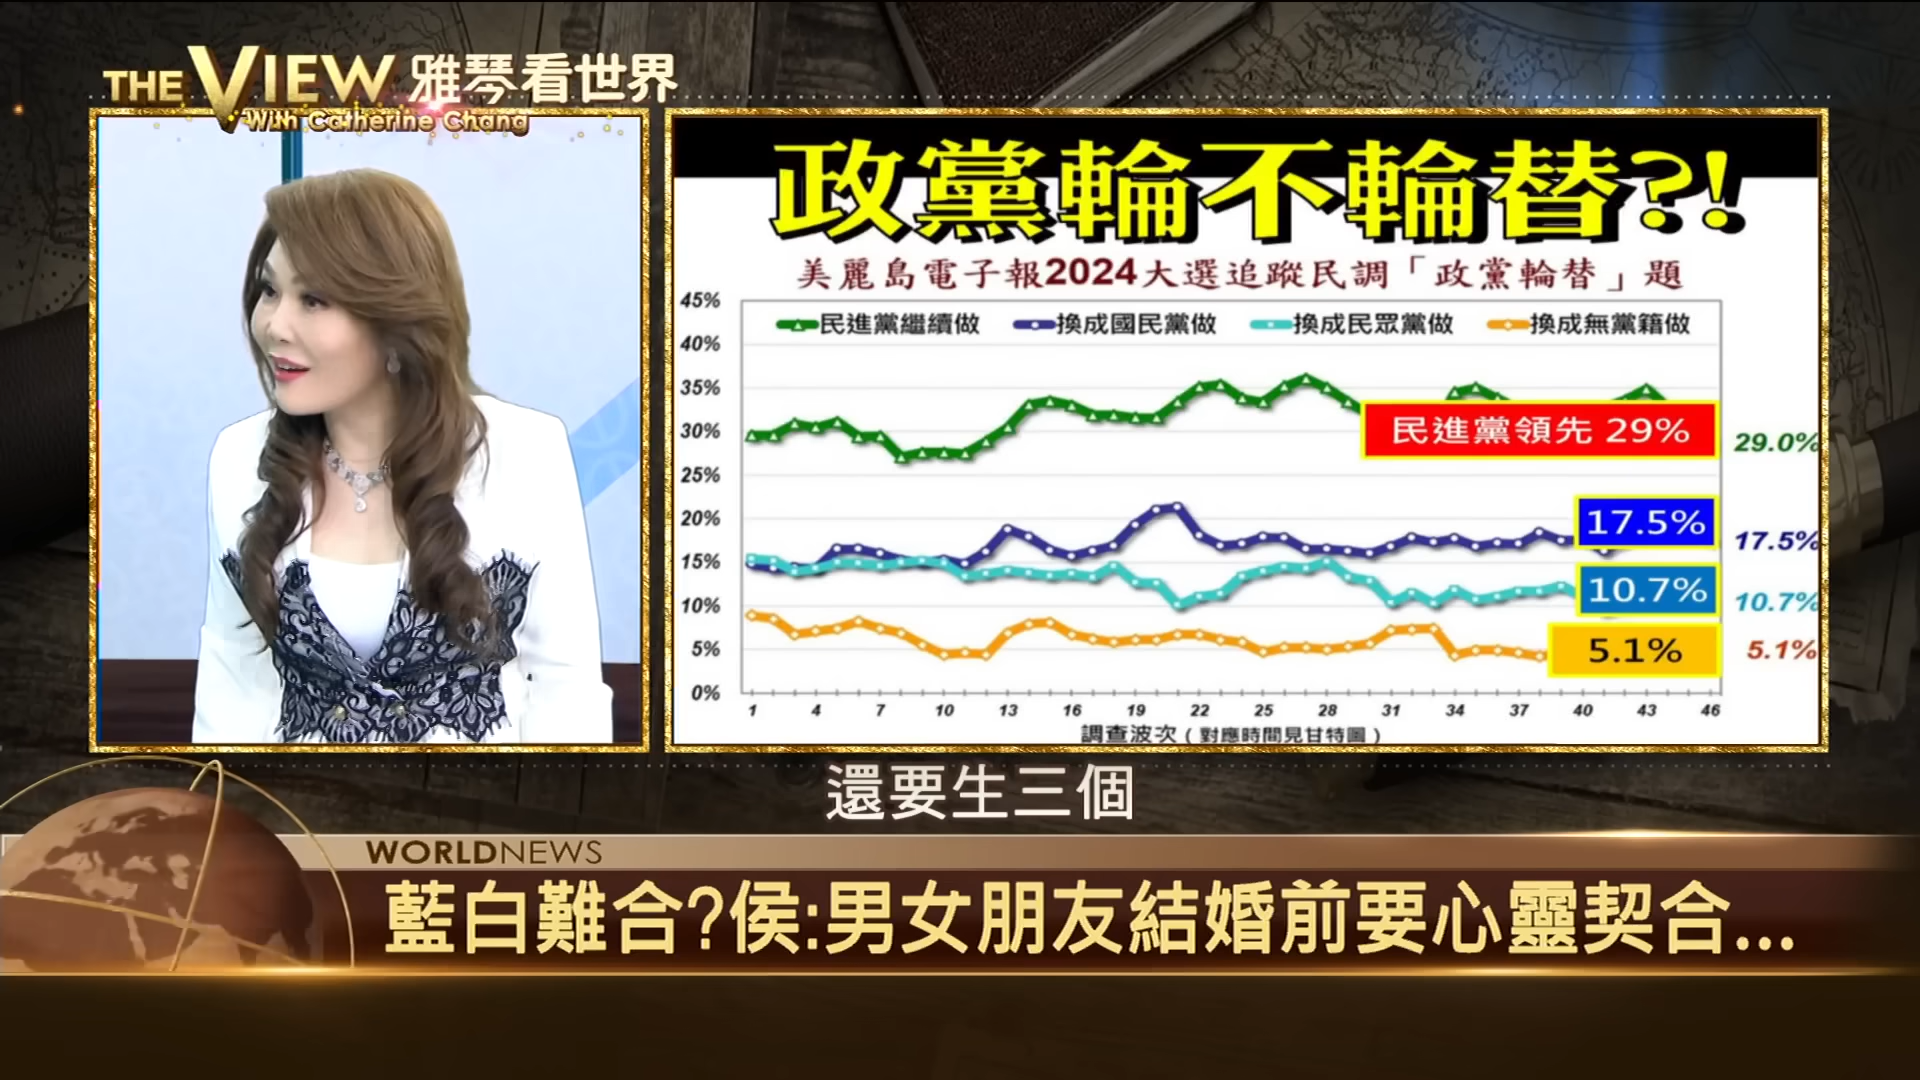 THE VIEW 雅琴看世界
With Catherine Chang
政黨輪不輪替?!
美麗島電子報2024大選追蹤民調「政黨輪替」題
45%
民進黨繼續做 換成國民黨做 換成民眾黨做 換成無黨籍做
40%
35%
30%
民進黨領先 29%
29.0%
25%
20%
17.5%
17.5%
15%
10.7%
10.7%
10%
5%
5.1%
5.1%
0%
1 4 7 10 13 16 19 22 25 28 31 34 37 40 43 46
調查波次(對應時間見甘特圖)
還要生三個
WORLDNEWS
藍白難合?侯:男女朋友結婚前要心靈契合...